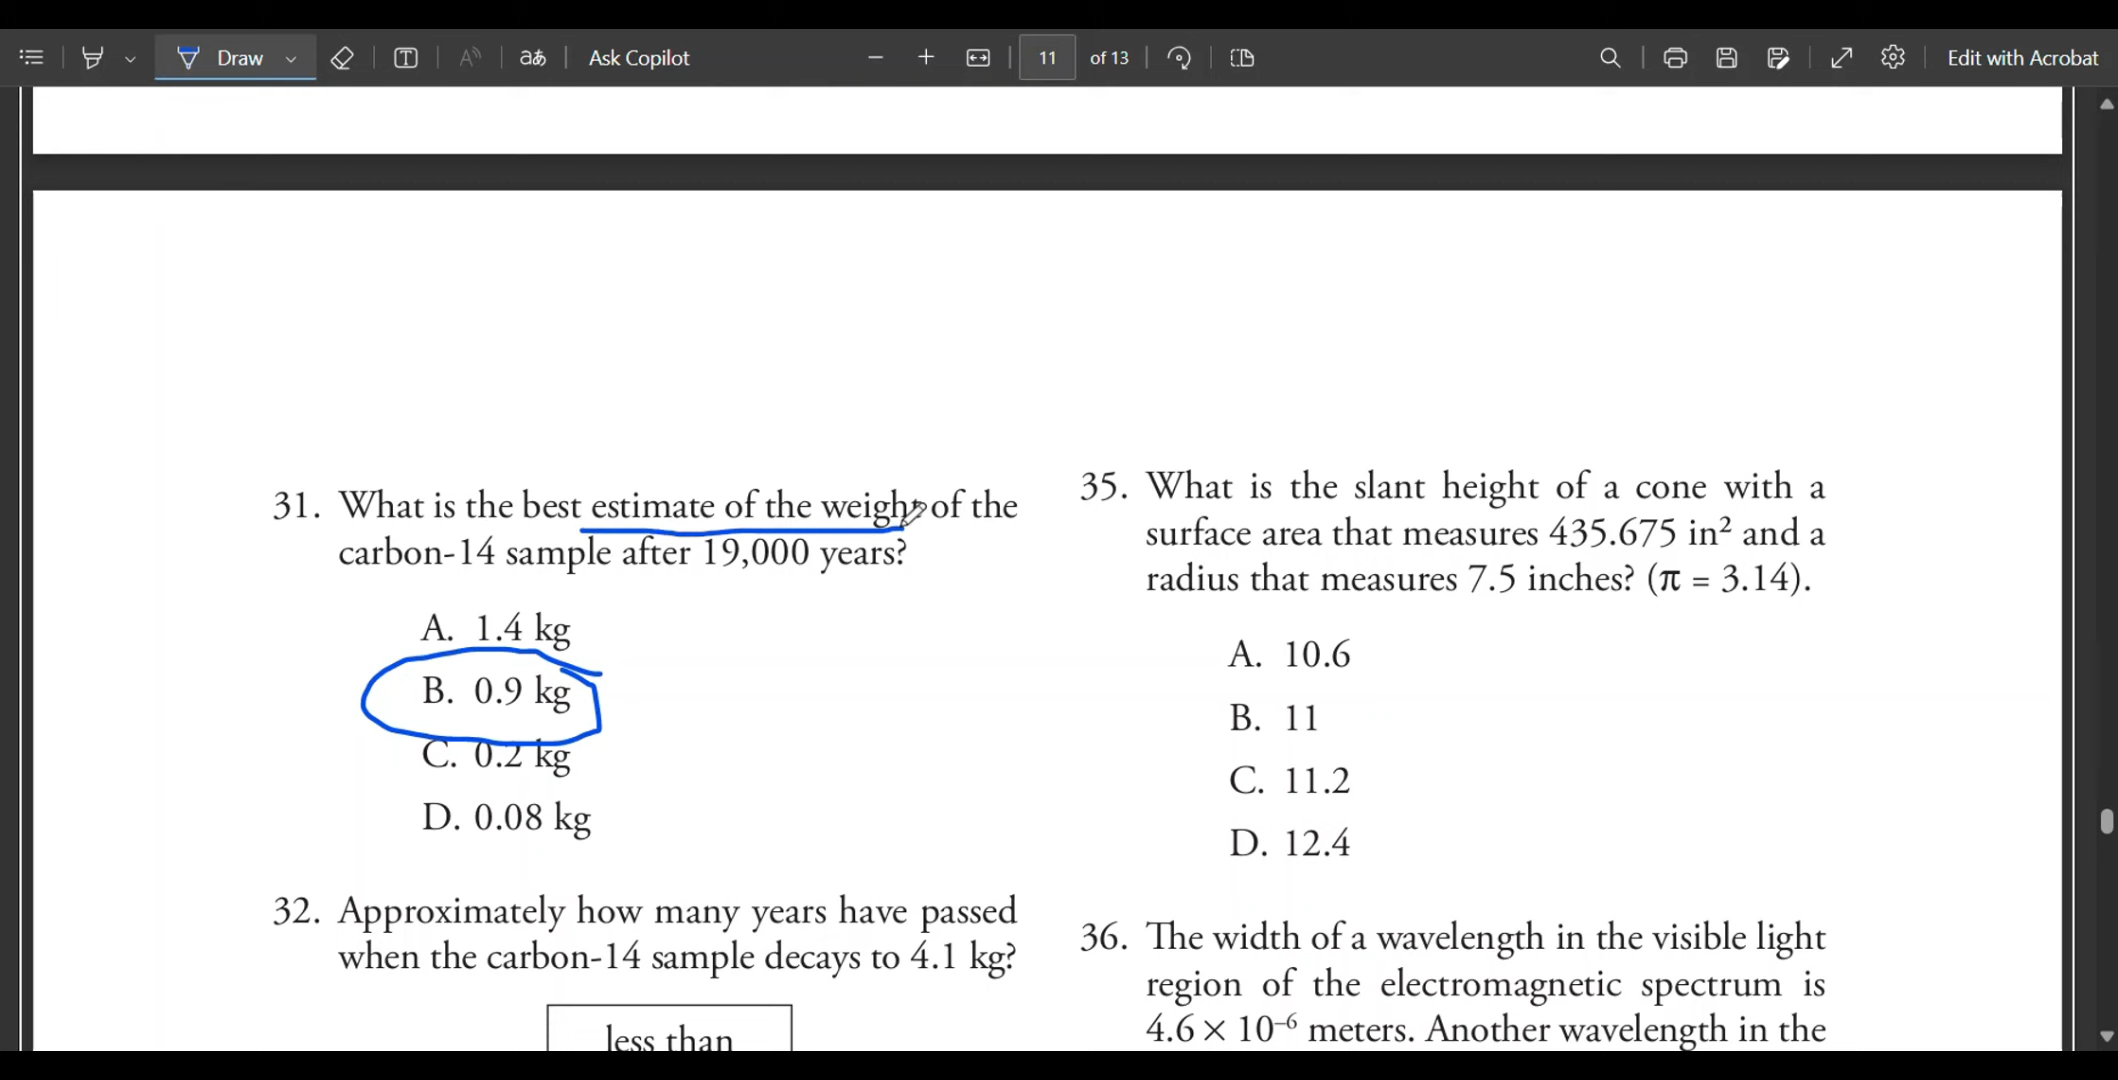 Draw
aあ
Ask Copilot
11 of 13
Edit with Acrobat
31. What is the best estimate of the weight of the
carbon-14 sample after 19,000 years?
A. 1.4 kg
B. 0.9 kg
C. 0.2 kg
D. 0.08 kg
32. Approximately how many years have passed
when the carbon-14 sample decays to 4.1 kg?
less than
35. What is the slant height of a cone with a
surface area that measures 435.675 in² and a
radius that measures 7.5 inches? (π = 3.14).
A. 10.6
B. 11
C. 11.2
D. 12.4
36. The width of a wavelength in the visible light
region of the electromagnetic spectrum is
4.6 × 10⁻⁶ meters. Another wavelength in the